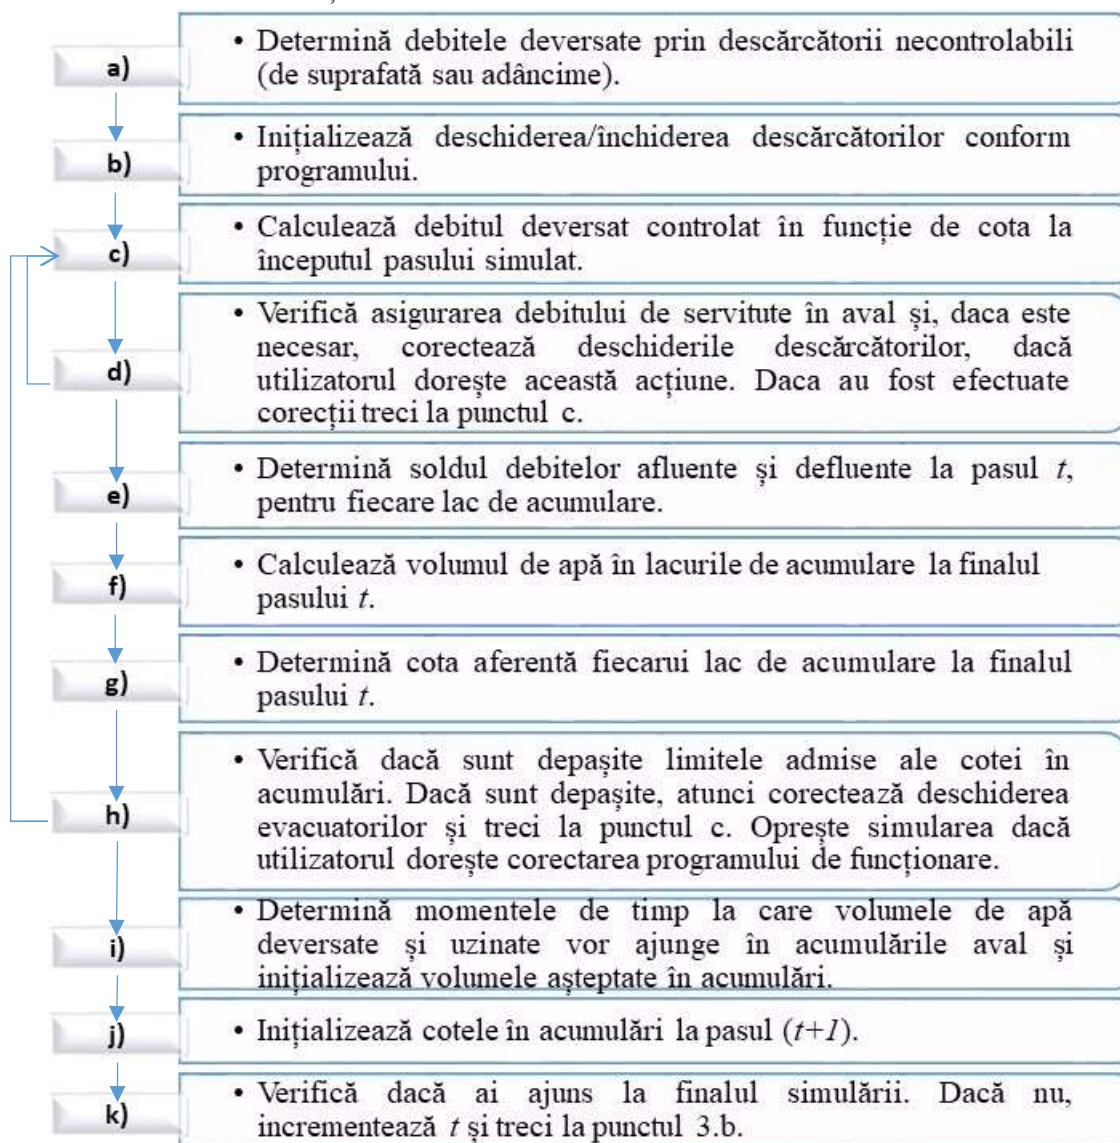 a)
• Determină debitele deversate prin descărcătorii necontrolabili
(de suprafată sau adâncime).
b)
• Inițializează deschiderea/închiderea descărcătorilor conform
programului.
c)
• Calculează debitul deversat controlat în funcție de cota la
începutul pasului simulat.
d)
• Verifică asigurarea debitului de servitute în aval și, daca este
necesar, corectează deschiderile descărcătorilor, dacă
utilizatorul dorește această acțiune. Daca au fost efectuate
corecții treci la punctul c.
e)
• Determină soldul debitelor afluente și defluente la pasul t,
pentru fiecare lac de acumulare.
f)
• Calculează volumul de apă în lacurile de acumulare la finalul
pasului t.
g)
• Determină cota aferentă fiecarui lac de acumulare la finalul
pasului t.
h)
• Verifică dacă sunt depașite limitele admise ale cotei în
acumulări. Dacă sunt depașite, atunci corectează deschiderea
evacuatorilor și treci la punctul c. Oprește simularea dacă
utilizatorul dorește corectarea programului de funcționare.
i)
• Determină momentele de timp la care volumele de apă
deversate și uzinate vor ajunge în acumulările aval și
inițializează volumele așteptate în acumulări.
j)
• Inițializează cotele în acumulări la pasul (t+1).
k)
• Verifică dacă ai ajuns la finalul simulării. Dacă nu,
incrementează t și treci la punctul 3.b.